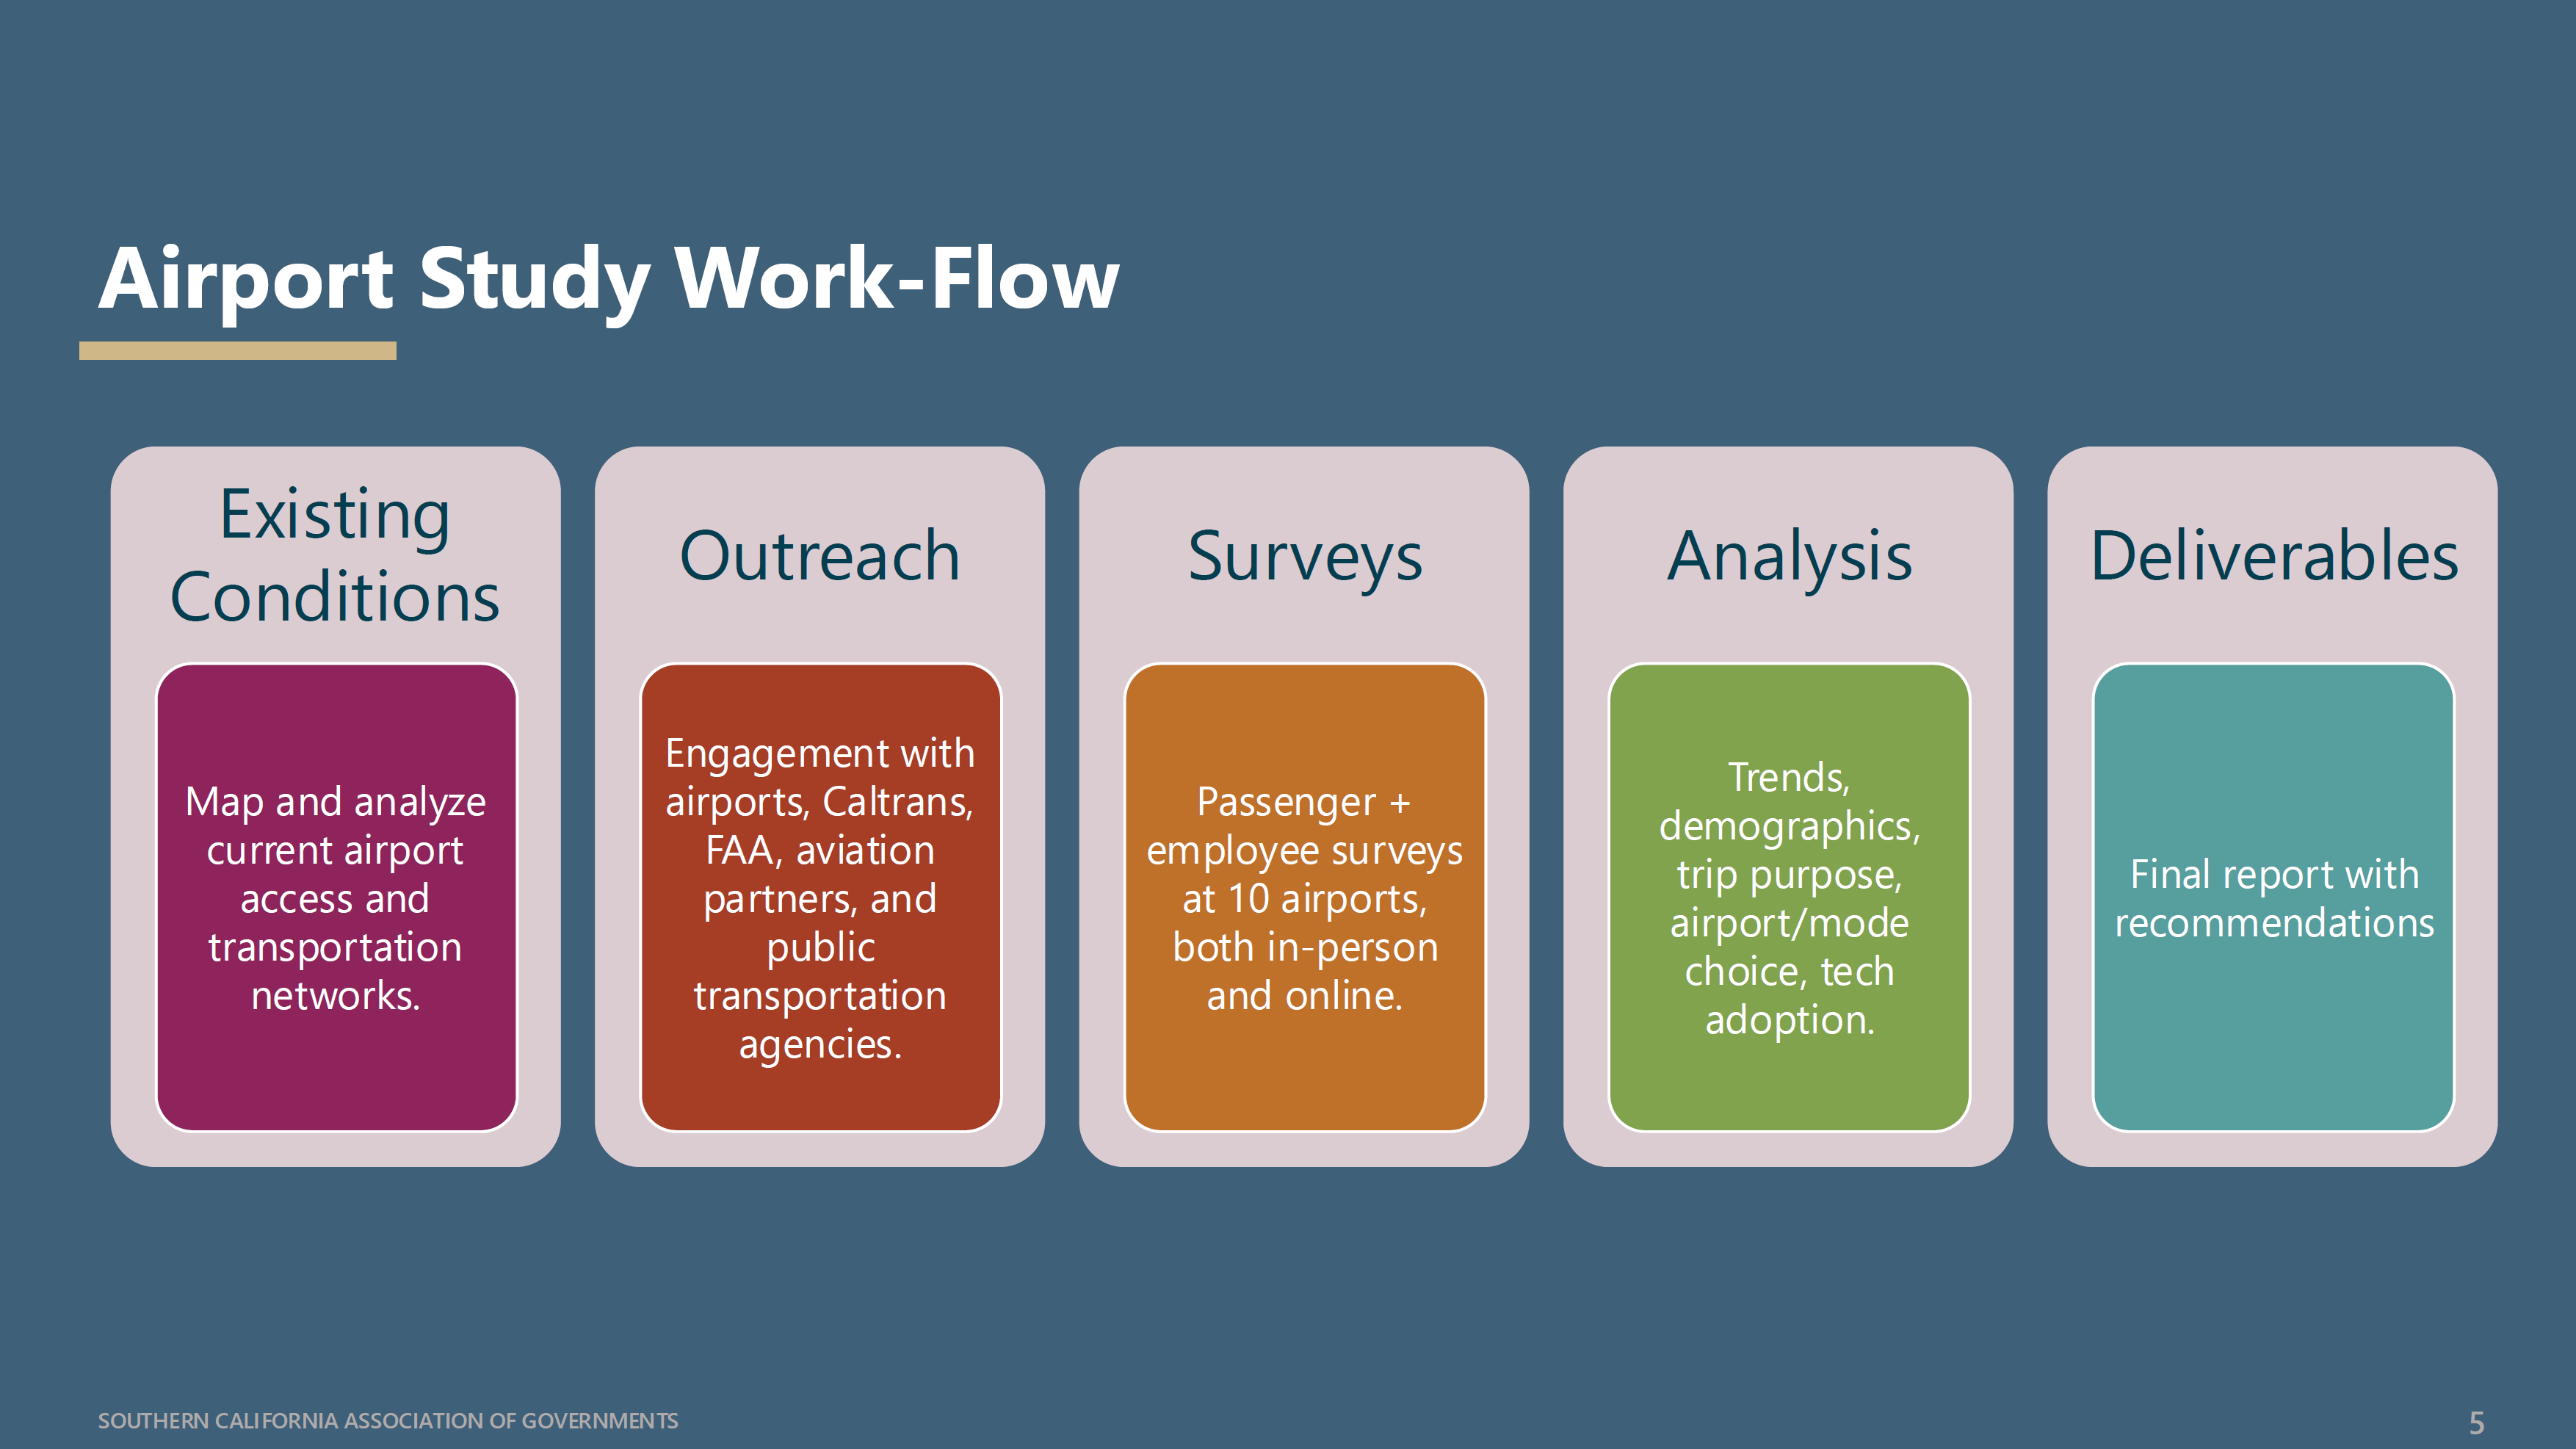 Airport Study Work-Flow
Existing
Conditions
Map and analyze
current airport
access and
transportation
networks.
Outreach
Engagement with
airports, Caltrans,
FAA, aviation
partners, and
public
transportation
agencies.
Surveys
Passenger +
employee surveys
at 10 airports,
both in-person
and online.
Analysis
Trends,
demographics,
trip purpose,
airport/mode
choice, tech
adoption.
Deliverables
Final report with
recommendations
SOUTHERN CALIFORNIA ASSOCIATION OF GOVERNMENTS
5